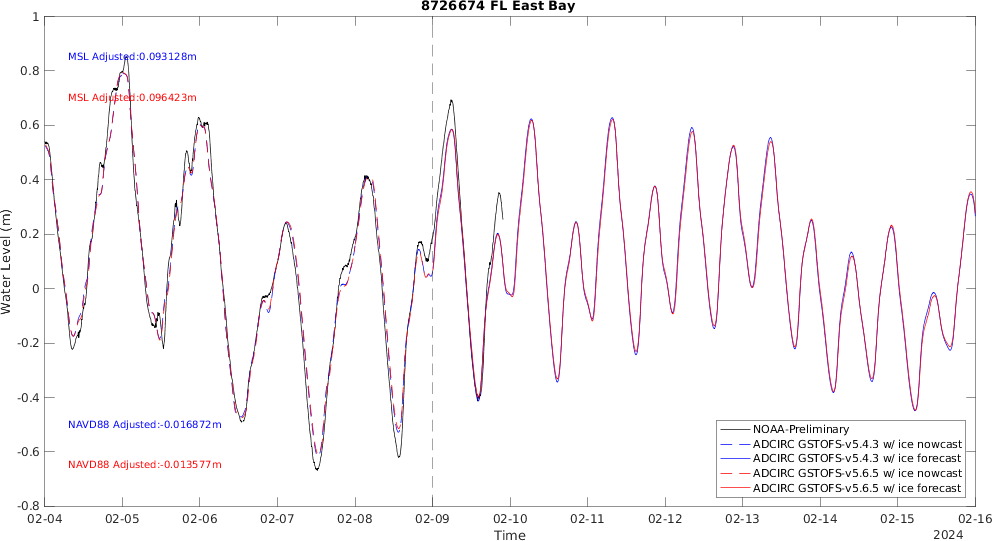 8726674 FL East Bay
1
0.8
0.6
0.4
0.2
0
-0.2
-0.4
-0.6
-0.8
Water Level (m)
MSL Adjusted:0.093128m
MSL Adjusted:0.096423m
NAVD88 Adjusted:-0.016872m
NAVD88 Adjusted:-0.013577m
NOAA-Preliminary
ADCIRC GSTOFS-v5.4.3 w/ ice nowcast
ADCIRC GSTOFS-v5.4.3 w/ ice forecast
ADCIRC GSTOFS-v5.6.5 w/ ice nowcast
ADCIRC GSTOFS-v5.6.5 w/ ice forecast
02-04 02-05 02-06 02-07 02-08 02-09 02-10 02-11 02-12 02-13 02-14 02-15 02-16
Time
2024